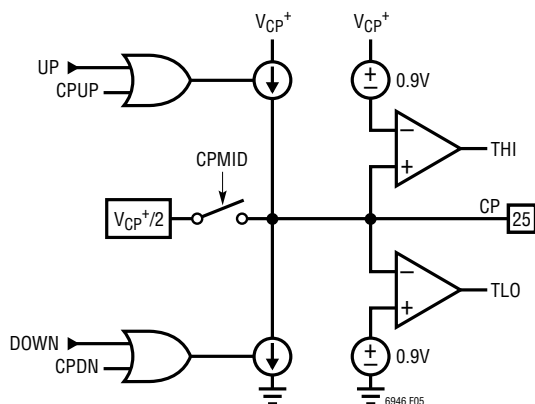 VCP+
VCP+
UP
CPUP
0.9V
THI
CPMID
VCP+/2
CP
25
TLO
DOWN
CPDN
0.9V
6946 F05